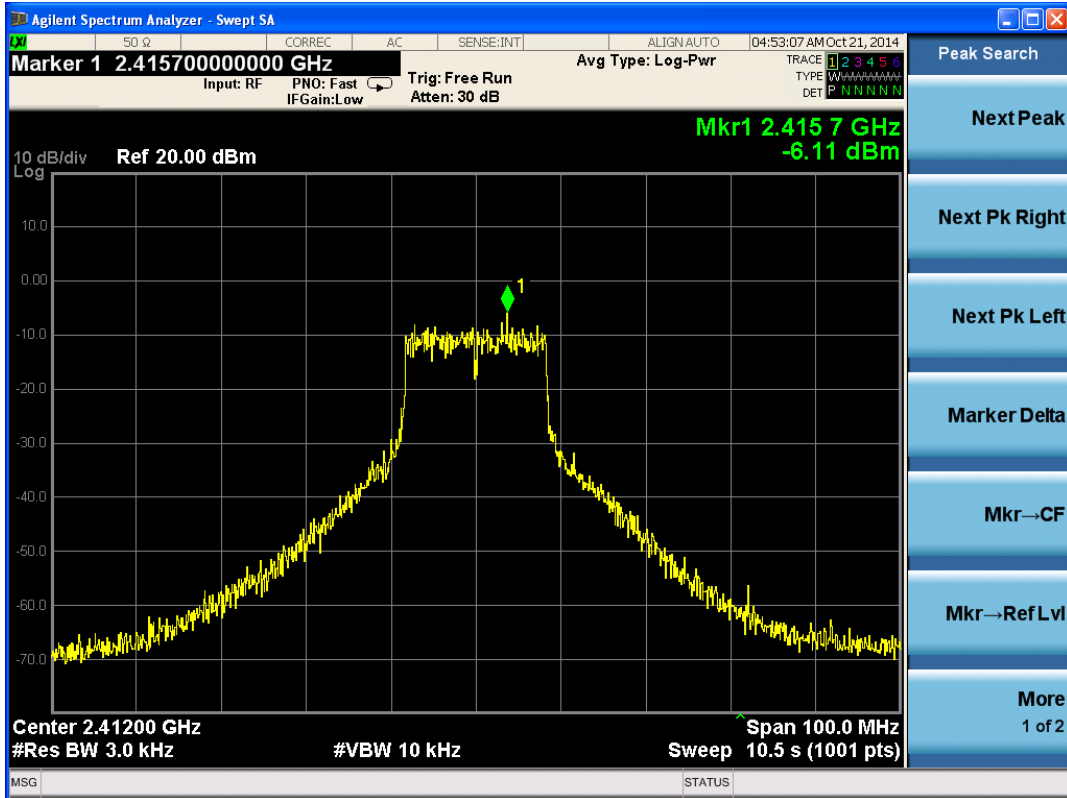 Agilent Spectrum Analyzer - Swept SA
LXI 50 Ω CORREC AC SENSE:INT ALIGNAUTO 04:53:07 AM Oct 21, 2014
Marker 1 2.415700000000 GHz Avg Type: Log-Pwr TRACE 1 2 3 4 5 6
Input: RF PNO: Fast Trig: Free Run TYPE WWWWWW
IFGain:Low Atten: 30 dB DET P N N N N N
Mkr1 2.415 7 GHz
-6.11 dBm
10 dB/div Ref 20.00 dBm
Log
10.0
0.00
1
-10.0
-20.0
-30.0
-40.0
-50.0
-60.0
-70.0
Center 2.41200 GHz Span 100.0 MHz
#Res BW 3.0 kHz #VBW 10 kHz Sweep 10.5 s (1001 pts)
MSG STATUS
Peak Search
Next Peak
Next Pk Right
Next Pk Left
Marker Delta
Mkr→CF
Mkr→Ref Lvl
More
1 of 2